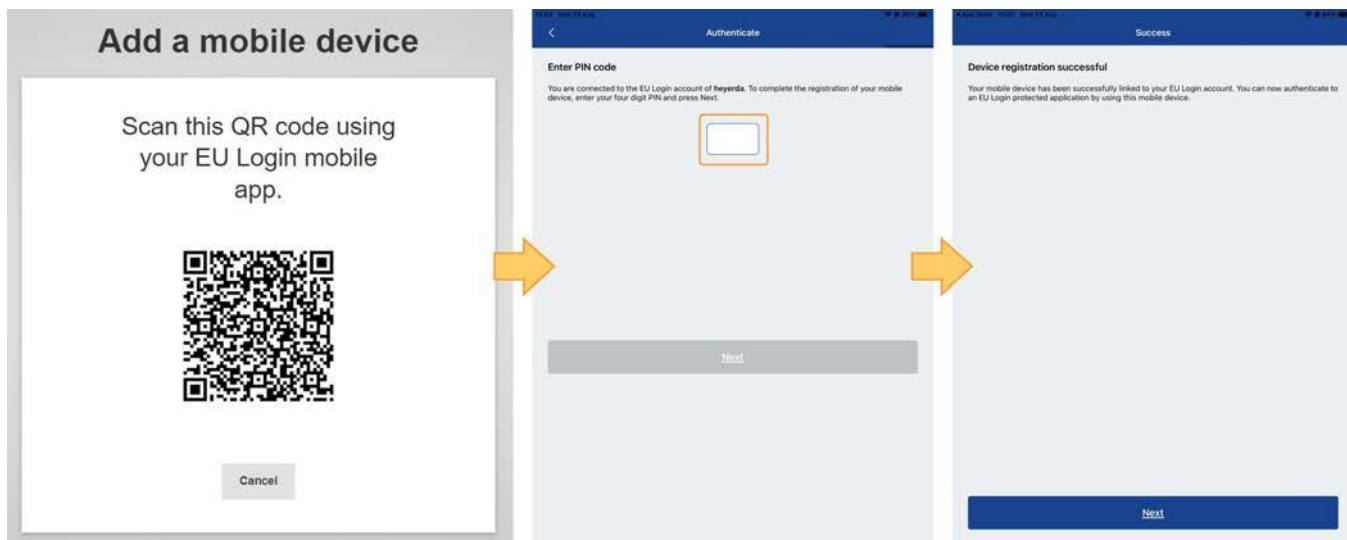 Add a mobile device
Scan this QR code using
your EU Login mobile
app.
Cancel
Authenticate
Enter PIN code
You are connected to the EU Login account of heyerda. To complete the registration of your mobile
device, enter your four digit PIN and press Next.
Next
Success
Device registration successful
Your mobile device has been successfully linked to your EU Login account. You can now authenticate to
an EU Login protected application by using this mobile device.
Next